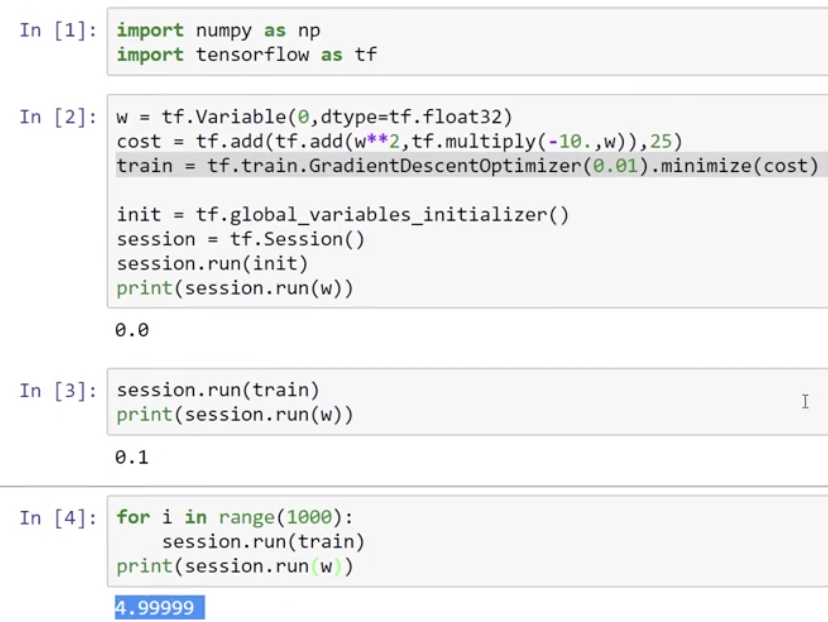 In [1]: import numpy as np
import tensorflow as tf
In [2]: w = tf.Variable(0,dtype=tf.float32)
cost = tf.add(tf.add(w**2,tf.multiply(-10.,w)),25)
train = tf.train.GradientDescentOptimizer(0.01).minimize(cost)
init = tf.global_variables_initializer()
session = tf.Session()
session.run(init)
print(session.run(w))
0.0
In [3]: session.run(train)
print(session.run(w))
0.1
In [4]: for i in range(1000):
    session.run(train)
print(session.run(w))
4.99999